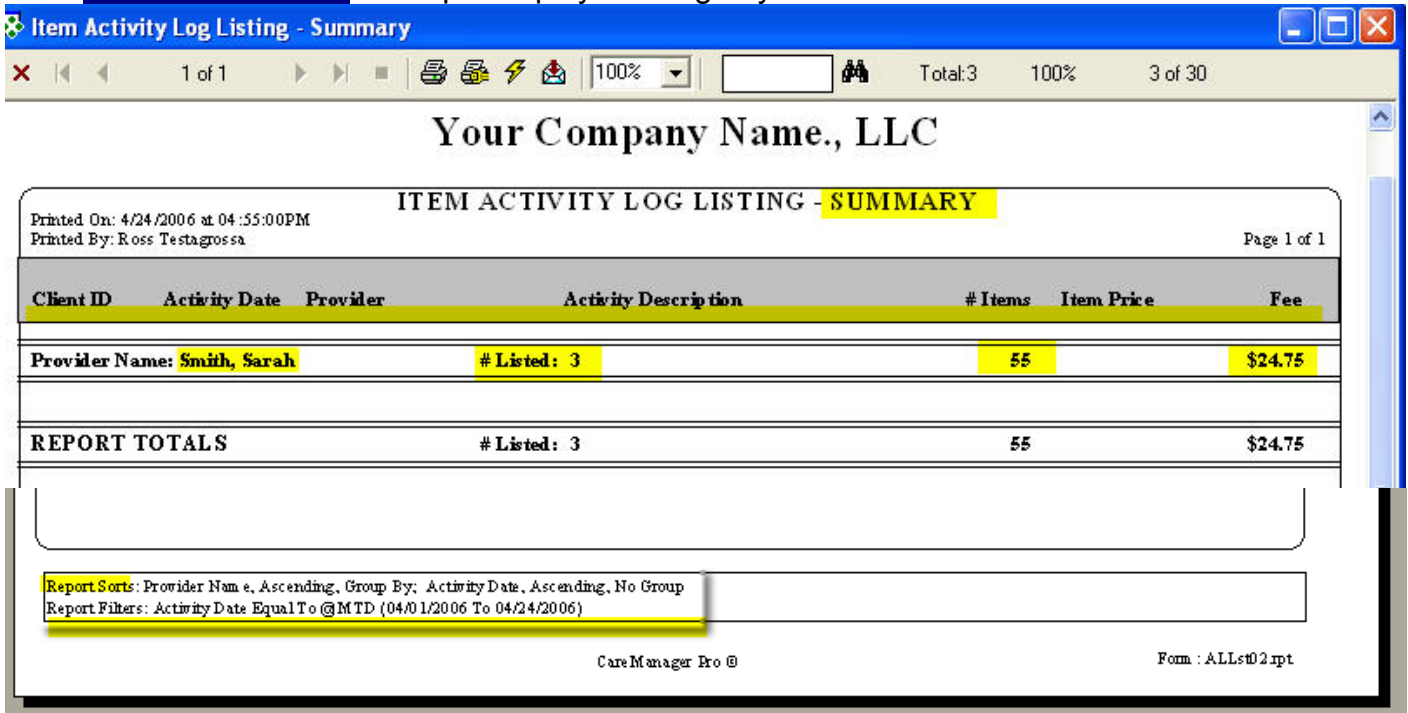 Item Activity Log Listing - Summary
1 of 1 100% Total:3 100% 3 of 30
Your Company Name., LLC
ITEM ACTIVITY LOG LISTING - SUMMARY
Printed On: 4/24/2006 at 04:55:00PM
Printed By: Ross Testagrossa Page 1 of 1
Client ID Activity Date Provider Activity Description # Items Item Price Fee
Provider Name: Smith, Sarah # Listed: 3 55 $24.75
REPORT TOTALS # Listed: 3 55 $24.75
Report Sorts: Provider Name, Ascending, Group By; Activity Date, Ascending, No Group
Report Filters: Activity Date Equal To @MTD (04/01/2006 To 04/24/2006)
CareManager Pro ® Form : ALLst02.rpt